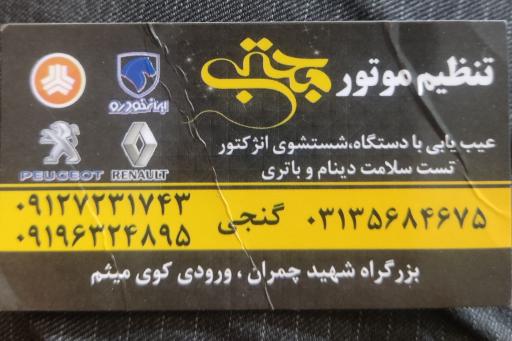 تنظیم موتور مجتبی
ایران خودرو
PEUGEOT
RENAULT
عیب یابی با دستگاه،شستشوی انژکتور
تست سلامت دینام و باتری
۰۳۱۳۵۶۸۴۶۷۵ گنجی ۰۹۱۲۷۲۳۱۷۴۳
۰۹۱۹۶۳۲۴۸۹۵
بزرگراه شهید چمران ، ورودی کوی میثم